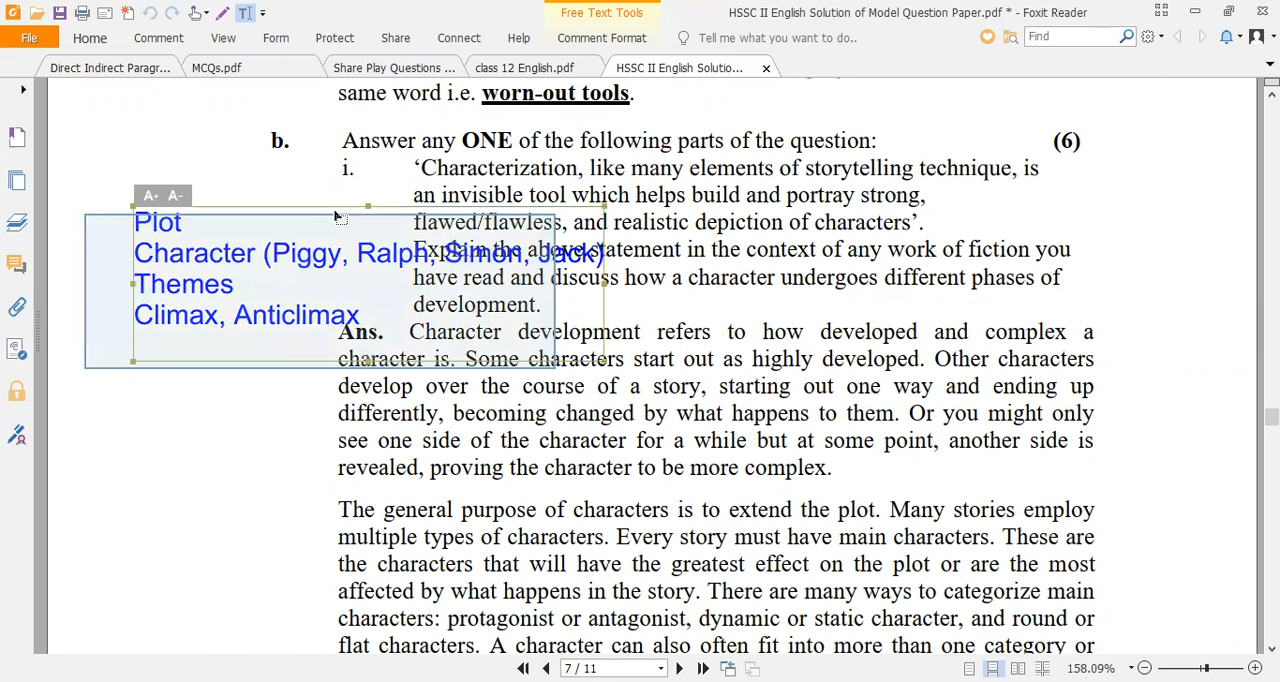 Free Text Tools
HSSC II English Solution of Model Question Paper.pdf * - Foxit Reader
File Home Comment View Form Protect Share Connect Help Comment Format Tell me what you want to do.. Find
Direct Indirect Paragr... MCQs.pdf Share Play Questions ... class 12 English.pdf HSSC II English Solutio...
same word i.e. worn-out tools.
b. Answer any ONE of the following parts of the question: (6)
i. ‘Characterization, like many elements of storytelling technique, is
an invisible tool which helps build and portray strong,
flawed/flawless, and realistic depiction of characters’.
Explain the above statement in the context of any work of fiction you
have read and discuss how a character undergoes different phases of
development.
A+ A-
Plot
Character (Piggy, Ralph, Simon, Jack)
Themes
Climax, Anticlimax
Ans. Character development refers to how developed and complex a
character is. Some characters start out as highly developed. Other characters
develop over the course of a story, starting out one way and ending up
differently, becoming changed by what happens to them. Or you might only
see one side of the character for a while but at some point, another side is
revealed, proving the character to be more complex.
The general purpose of characters is to extend the plot. Many stories employ
multiple types of characters. Every story must have main characters. These are
the characters that will have the greatest effect on the plot or are the most
affected by what happens in the story. There are many ways to categorize main
characters: protagonist or antagonist, dynamic or static character, and round or
flat characters. A character can also often fit into more than one category or
7 / 11 158.09%